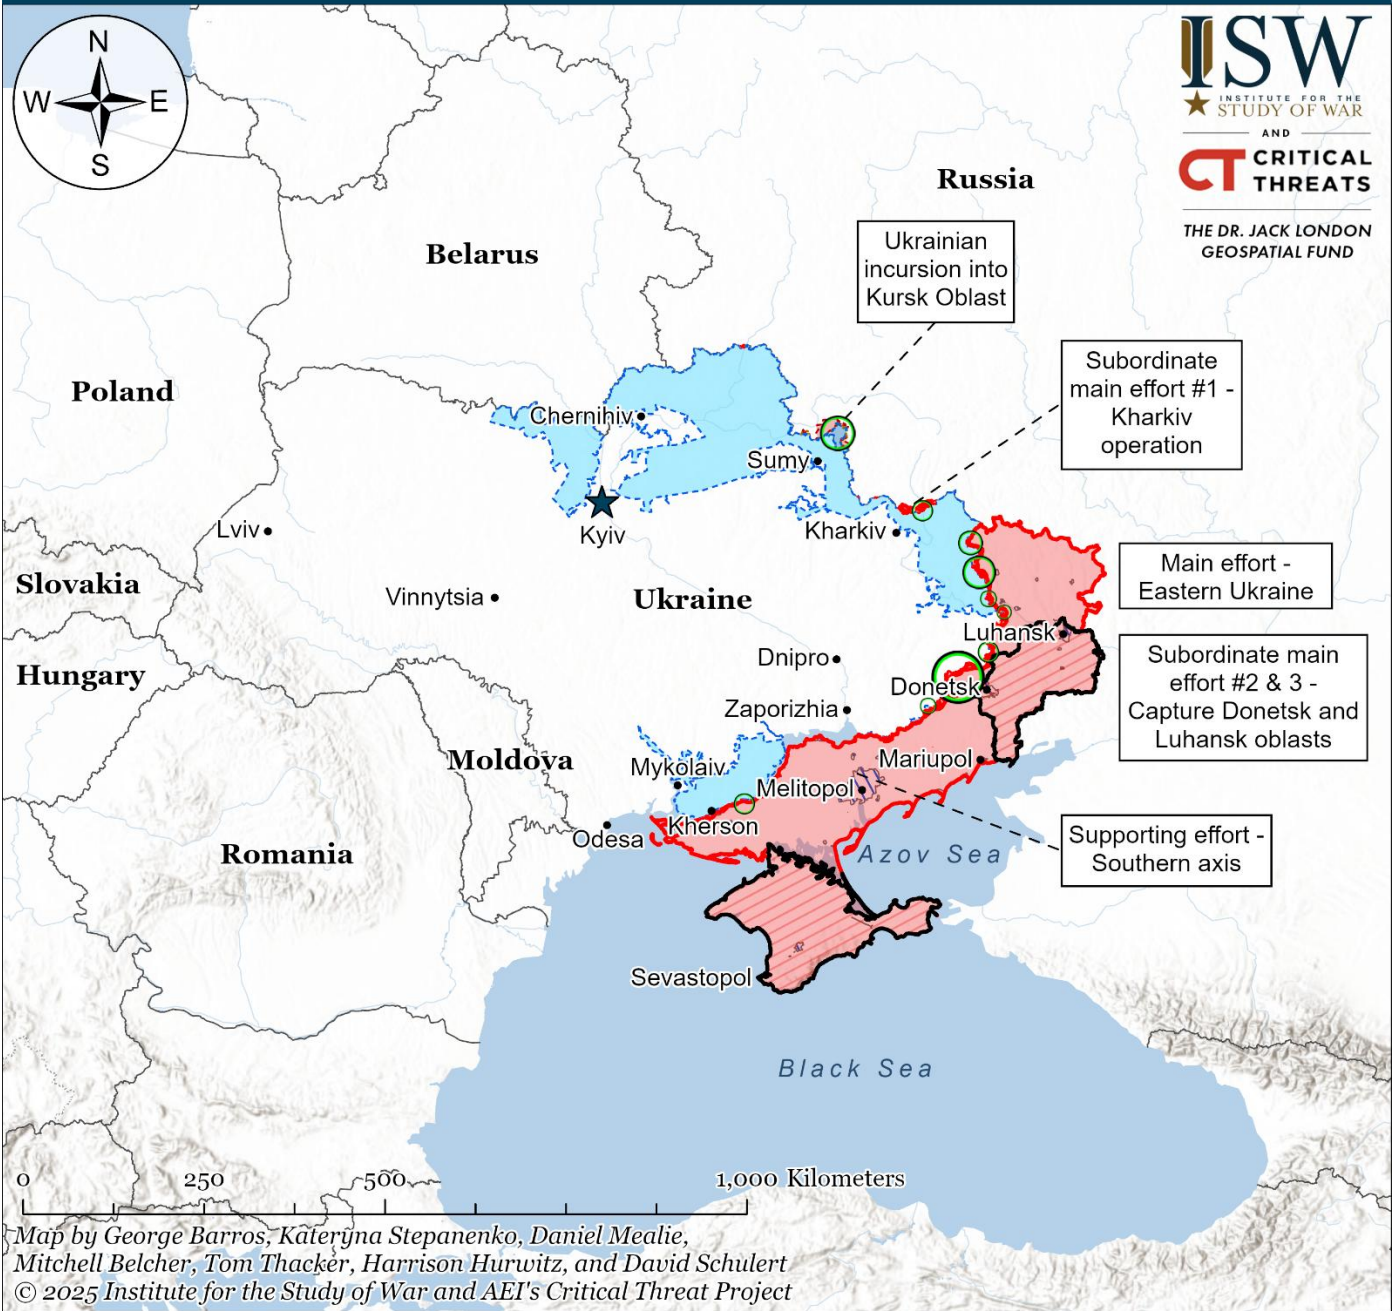 N
W E
S
ISW
INSTITUTE FOR THE
STUDY OF WAR
AND
CT CRITICAL
THREATS
THE DR. JACK LONDON
GEOSPATIAL FUND
Russia
Ukrainian
incursion into
Kursk Oblast
Belarus
Subordinate
main effort #1 -
Kharkiv
operation
Poland
Chernihiv
Sumy
Lviv
Kyiv
Kharkiv
Main effort -
Eastern Ukraine
Slovakia
Vinnytsia
Ukraine
Luhansk
Subordinate main
effort #2 & 3 -
Capture Donetsk and
Luhansk oblasts
Hungary
Dnipro
Donetsk
Zaporizhia
Moldova
Mykolaiv
Mariupol
Melitopol
Kherson
Odesa
Supporting effort -
Southern axis
Romania
Azov Sea
Sevastopol
Black Sea
0 250 500 1,000 Kilometers
Map by George Barros, Kateryna Stepanenko, Daniel Mealie,
Mitchell Belcher, Tom Thacker, Harrison Hurwitz, and David Schulert
© 2025 Institute for the Study of War and AEI's Critical Threat Project